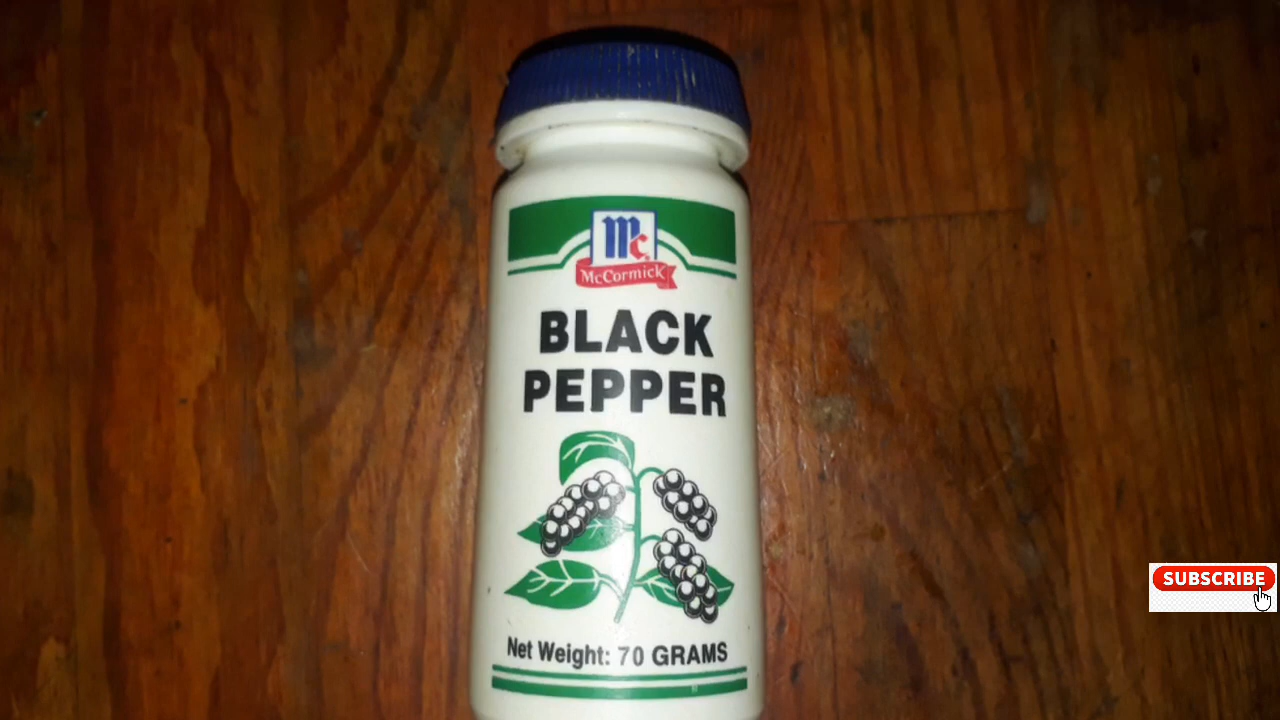 Mc
McCormick
BLACK
PEPPER
Net Weight: 70 GRAMS
SUBSCRIBE